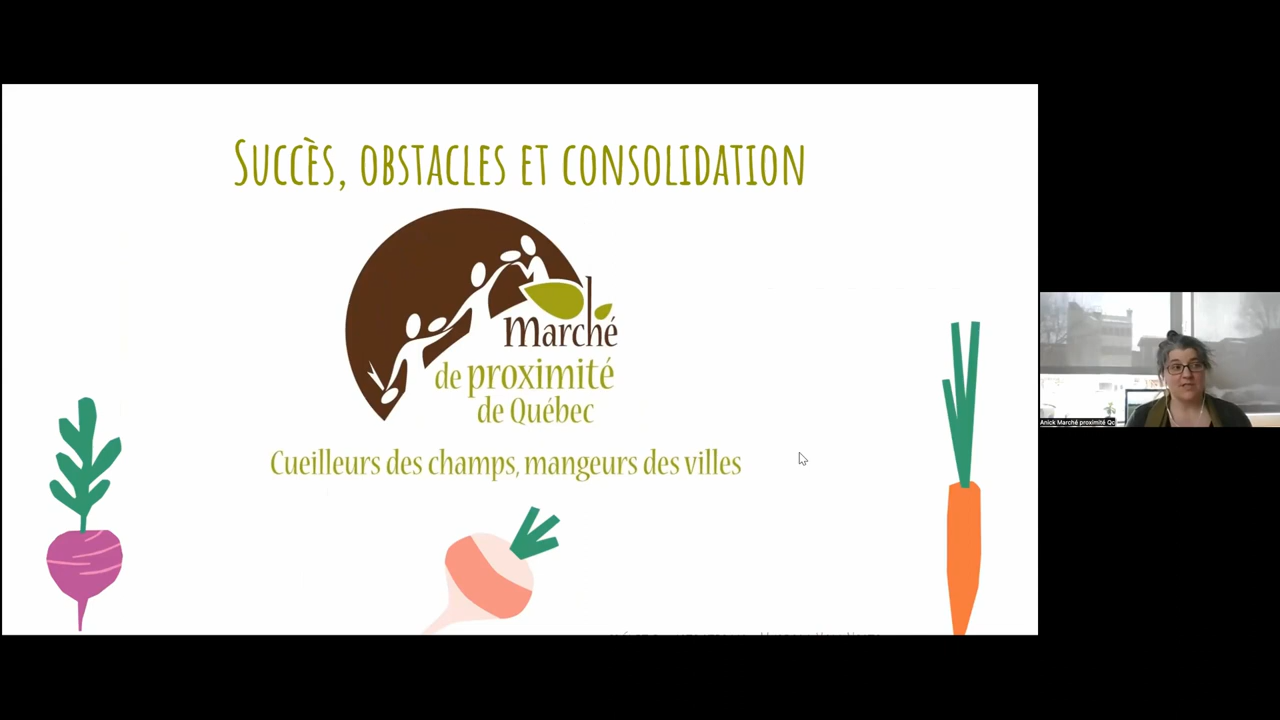 Succès, obstacles et consolidation
Marché
de proximité
de Québec
Cueilleurs des champs, mangeurs des villes
Anick Marché proximité Qc